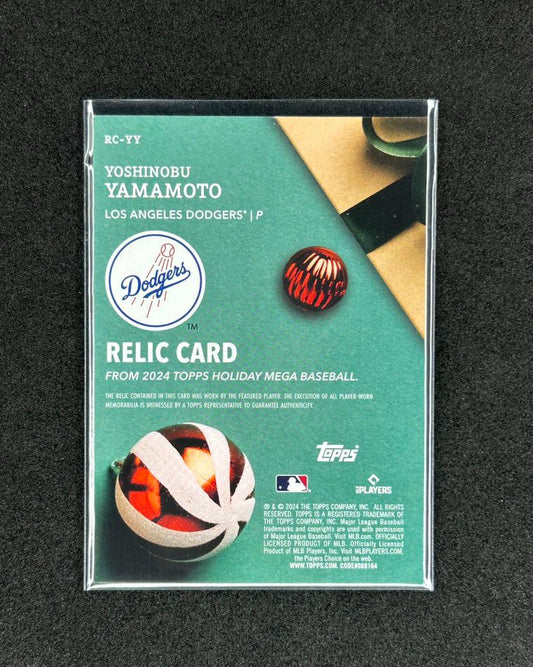 RC-YY
YOSHINOBU
YAMAMOTO
LOS ANGELES DODGERS® | P
Dodgers
TM
RELIC CARD
FROM 2024 TOPPS HOLIDAY MEGA BASEBALL.
THE RELIC CONTAINED IN THIS CARD WAS WORN BY THE FEATURED PLAYER. THE EXECUTION OF ALL PLAYER-WORN
MEMORABILIA IS WITNESSED BY A TOPPS REPRESENTATIVE TO GUARANTEE AUTHENTICITY.
topps
PLAYERS
® & © 2024 THE TOPPS COMPANY, INC. ALL RIGHTS
RESERVED. TOPPS IS A REGISTERED TRADEMARK OF
THE TOPPS COMPANY, INC. Major League Baseball
trademarks and copyrights are used with permission
of Major League Baseball. Visit MLB.com. OFFICIALLY
LICENSED PRODUCT OF MLB. Officially Licensed
Product of MLB Players, Inc. Visit MLBPLAYERS.COM,
the Players Choice on the web.
WWW.TOPPS.COM. CODE#088164